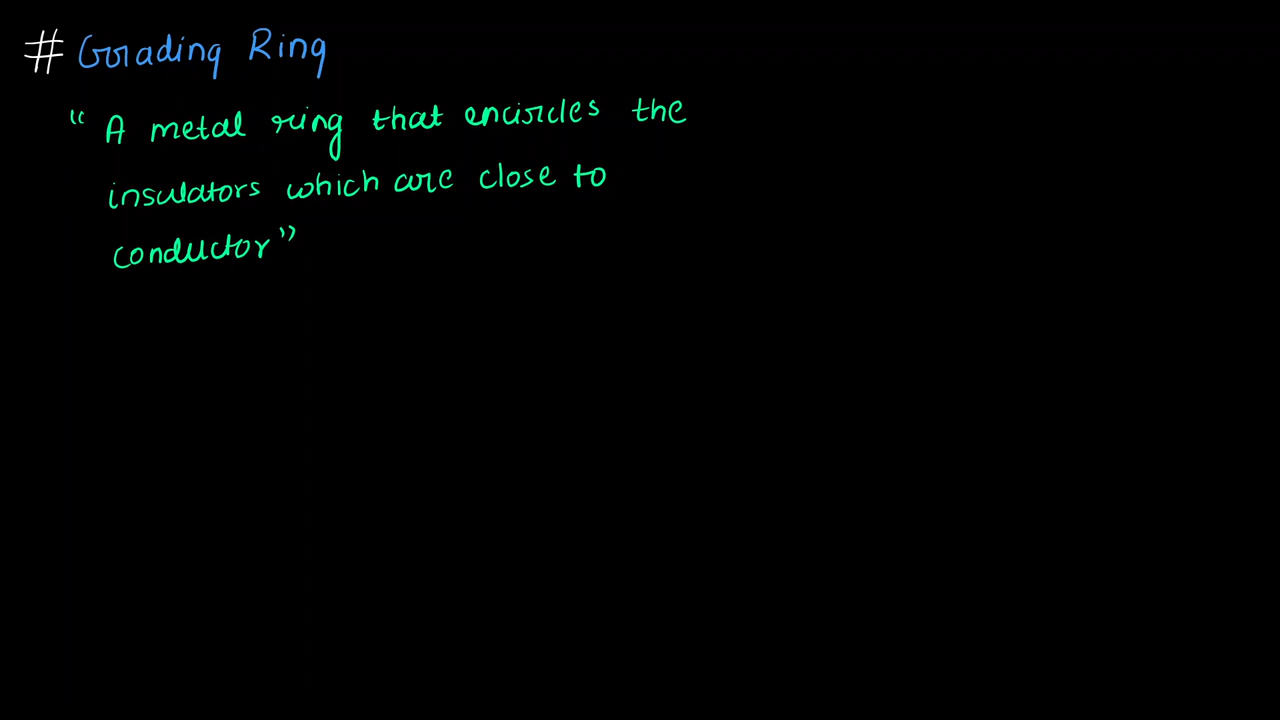 # Grading Ring
“ A metal ring that encircles the
insulators which are close to
conductor ”